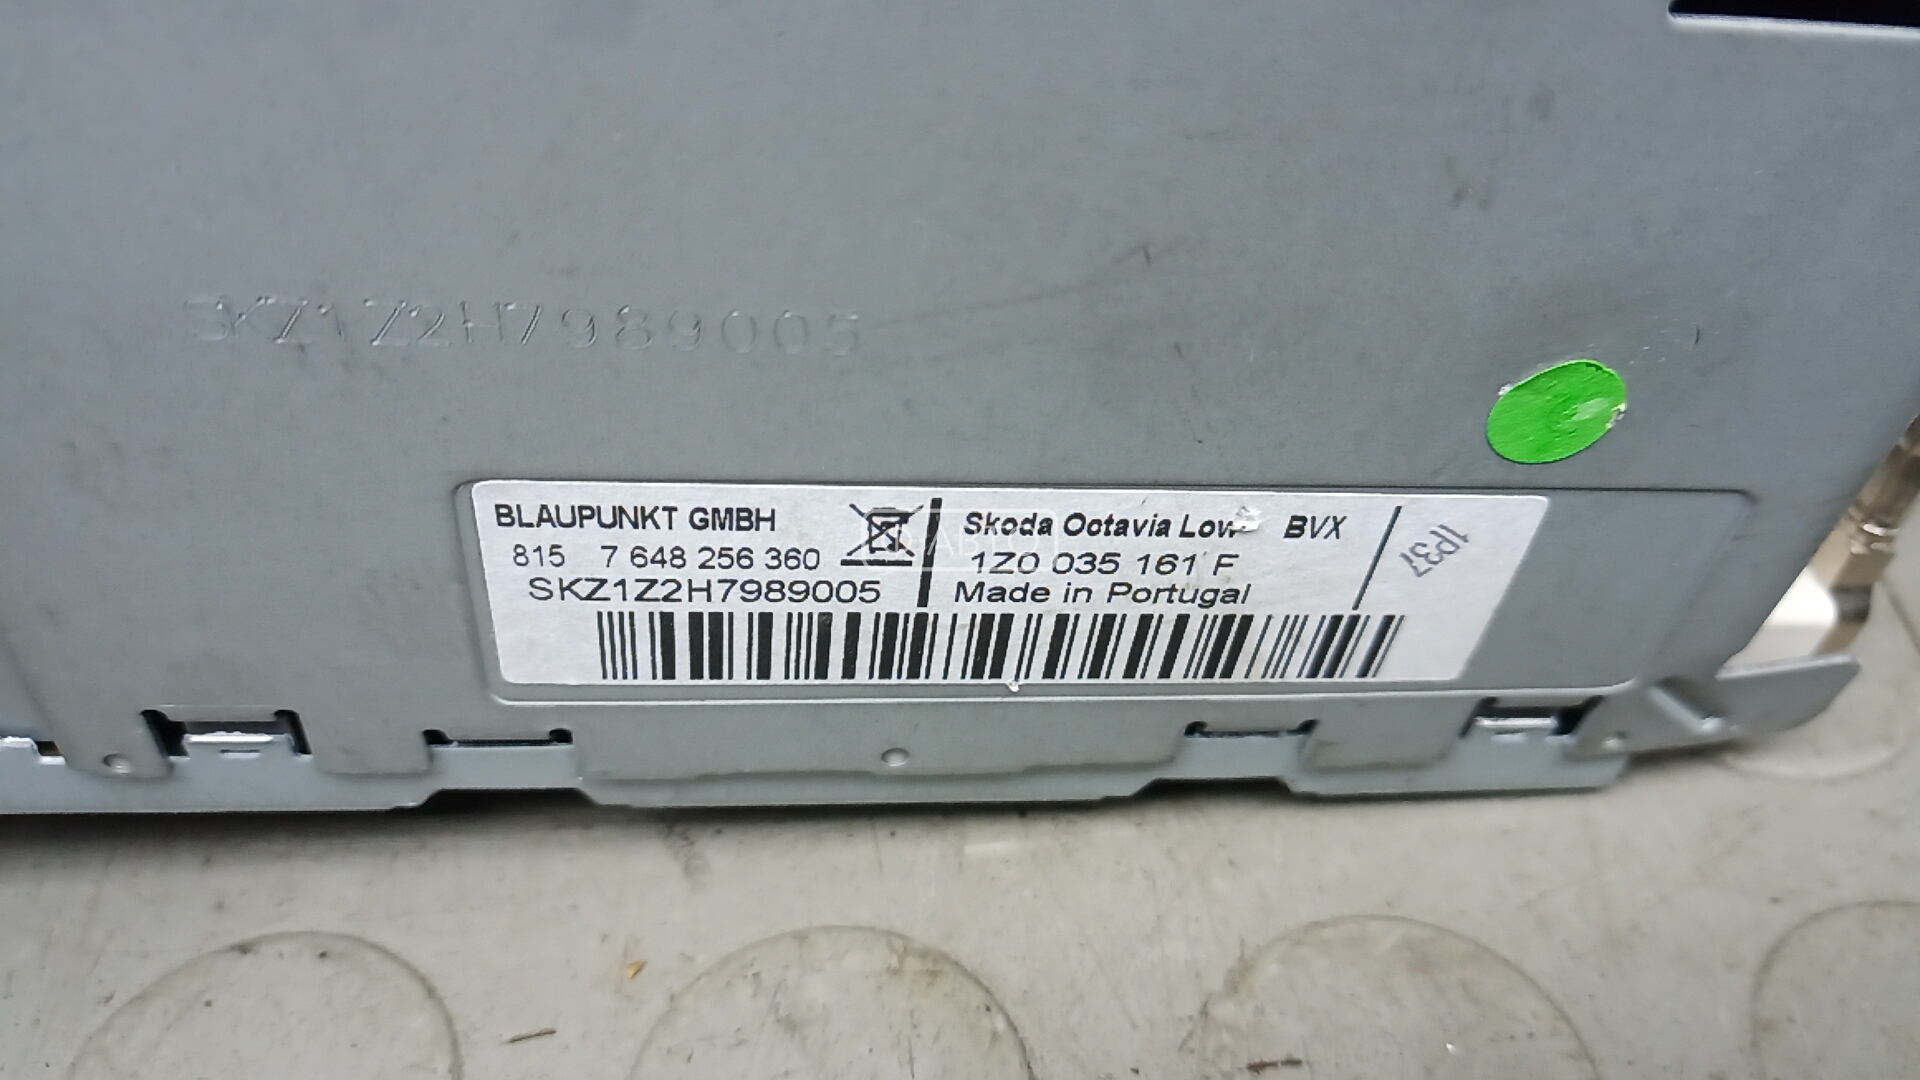 SKZ1Z2H7989005
BLAUPUNKT GMBH
815 7 648 256 360
SKZ1Z2H7989005
Skoda Octavia Low BVX
1Z0 035 161 F
Made in Portugal
1P37
АВТО